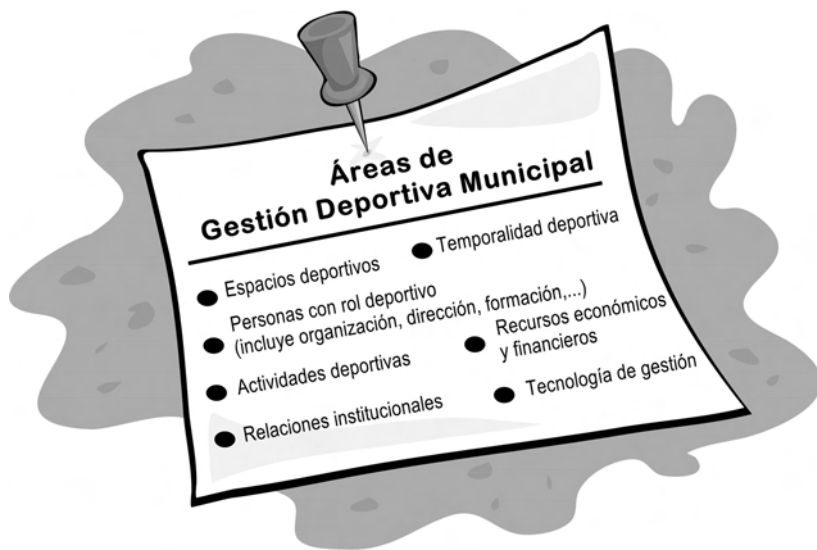 Áreas de
Gestión Deportiva Municipal
● Espacios deportivos
● Temporalidad deportiva
● Personas con rol deportivo
(incluye organización, dirección, formación,...)
● Actividades deportivas
● Recursos económicos
y financieros
● Relaciones institucionales
● Tecnología de gestión